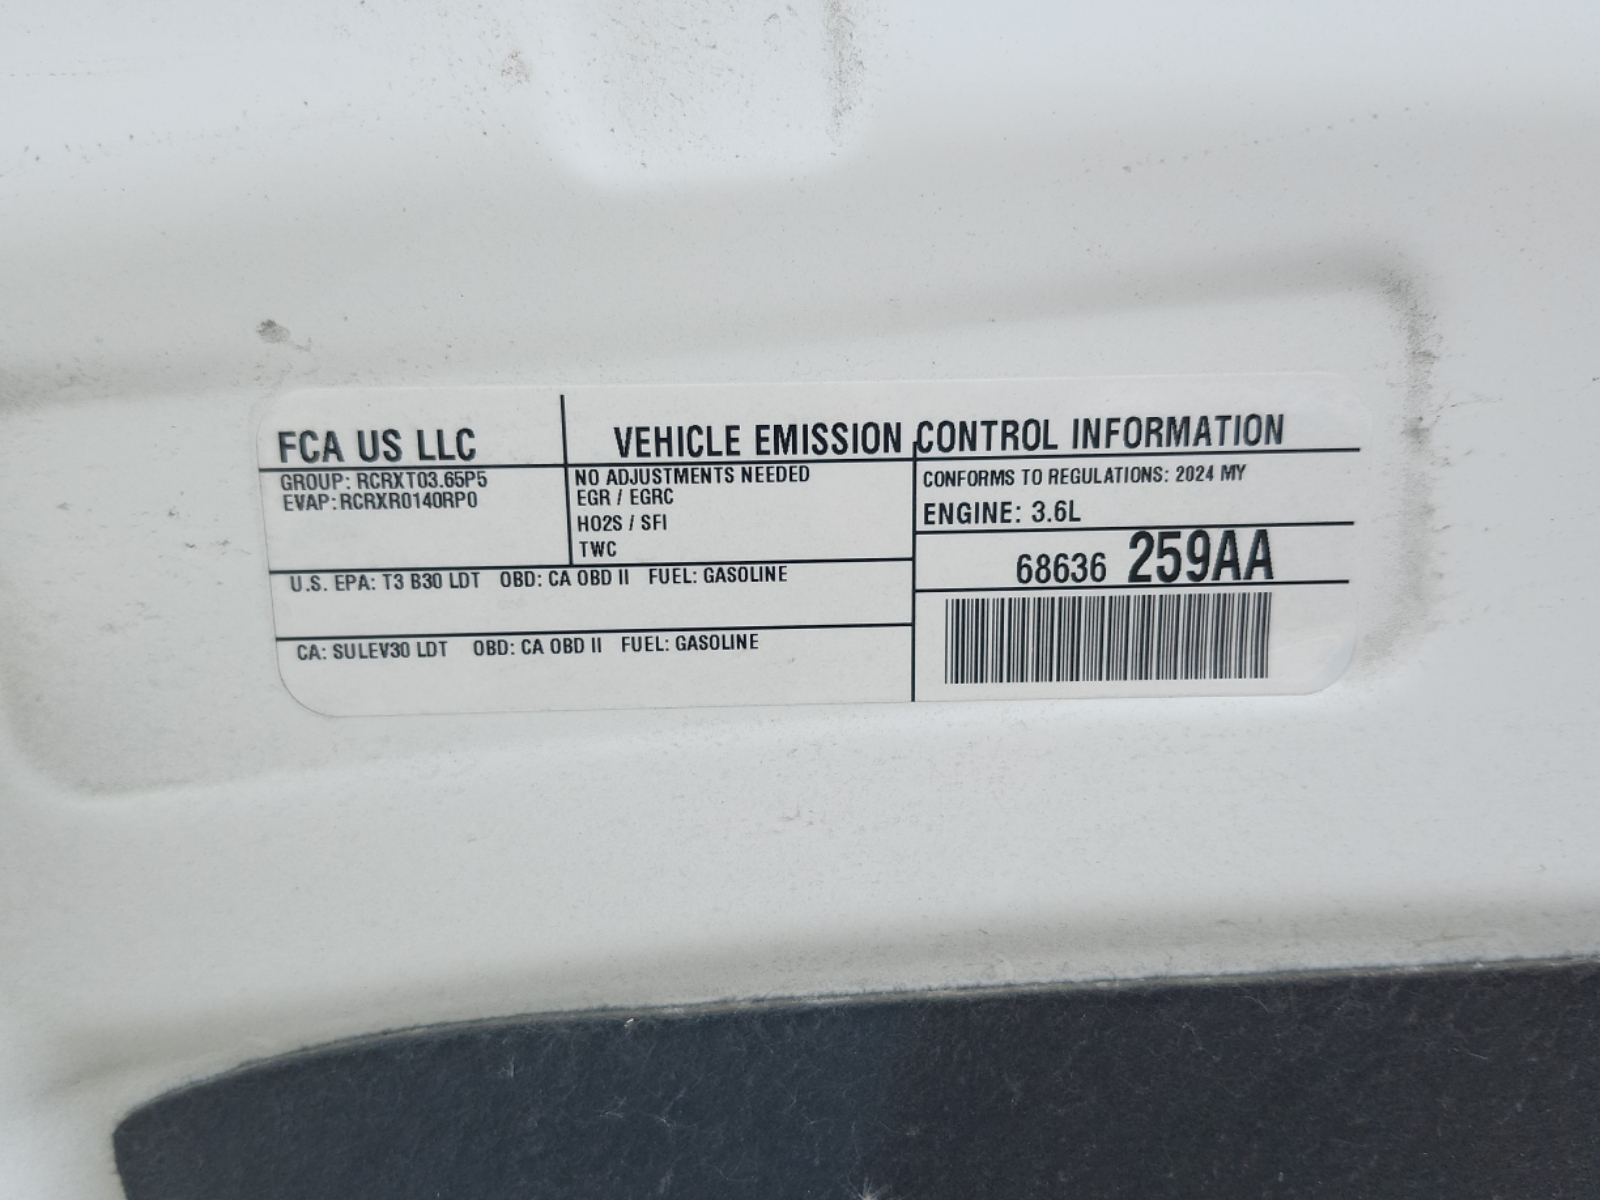 FCA US LLC
VEHICLE EMISSION CONTROL INFORMATION
GROUP: RCRXT03.65P5
EVAP: RCRXR0140RP0
NO ADJUSTMENTS NEEDED
EGR / EGRC
HO2S / SFI
TWC
CONFORMS TO REGULATIONS: 2024 MY
ENGINE: 3.6L
68636 259AA
U.S. EPA: T3 B30 LDT OBD: CA OBD II FUEL: GASOLINE
CA: SULEV30 LDT OBD: CA OBD II FUEL: GASOLINE